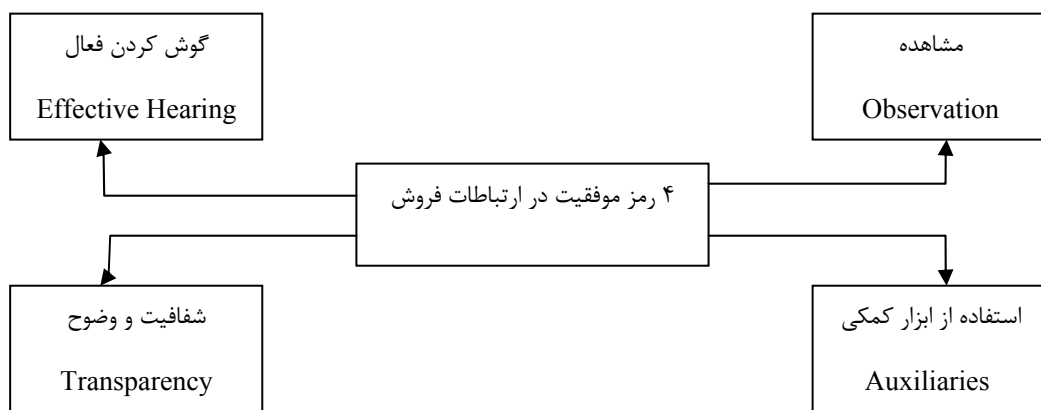 مشاهده
Observation
گوش کردن فعال
Effective Hearing
۴ رمز موفقیت در ارتباطات فروش
استفاده از ابزار کمکی
Auxiliaries
شفافیت و وضوح
Transparency